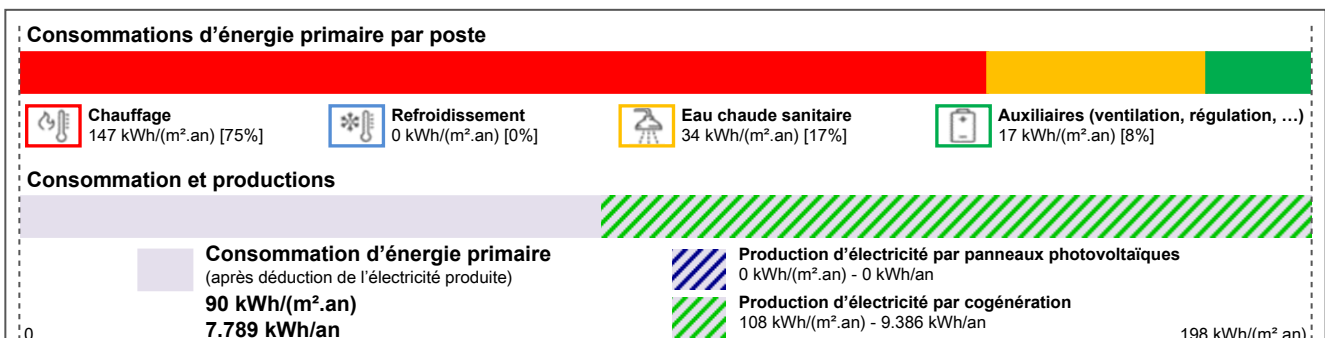 Consommations d’énergie primaire par poste
Chauffage
147 kWh/(m².an) [75%]
Refroidissement
0 kWh/(m².an) [0%]
Eau chaude sanitaire
34 kWh/(m².an) [17%]
Auxiliaires (ventilation, régulation, …)
17 kWh/(m².an) [8%]
Consommation et productions
Consommation d’énergie primaire
(après déduction de l’électricité produite)
90 kWh/(m².an)
7.789 kWh/an
Production d’électricité par panneaux photovoltaïques
0 kWh/(m².an) - 0 kWh/an
Production d’électricité par cogénération
108 kWh/(m².an) - 9.386 kWh/an
0
198 kWh/(m².an)